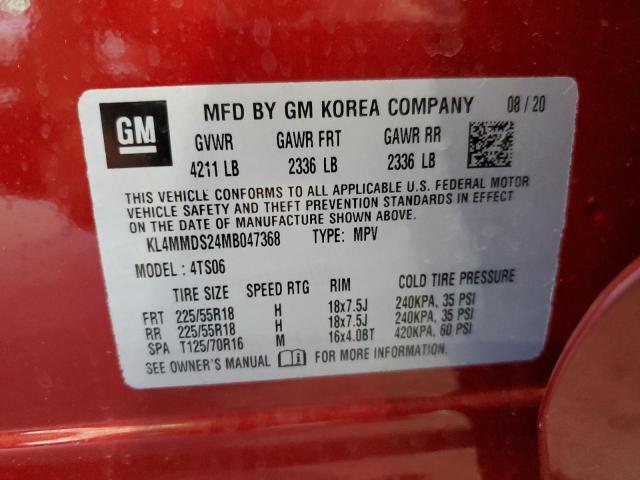 GM
MFD BY GM KOREA COMPANY 08 / 20
GVWR GAWR FRT GAWR RR
4211 LB 2336 LB 2336 LB
THIS VEHICLE CONFORMS TO ALL APPLICABLE U.S. FEDERAL MOTOR
VEHICLE SAFETY AND THEFT PREVENTION STANDARDS IN EFFECT
ON THE DATE OF MANUFACTURE SHOWN ABOVE.
KL4MMDS24MB047368 TYPE: MPV
MODEL : 4TS06
TIRE SIZE SPEED RTG RIM COLD TIRE PRESSURE
FRT 225/55R18 H 18x7.5J 240KPA, 35 PSI
RR 225/55R18 H 18x7.5J 240KPA, 35 PSI
SPA T125/70R16 M 16x4.0BT 420KPA, 60 PSI
SEE OWNER'S MANUAL FOR MORE INFORMATION.